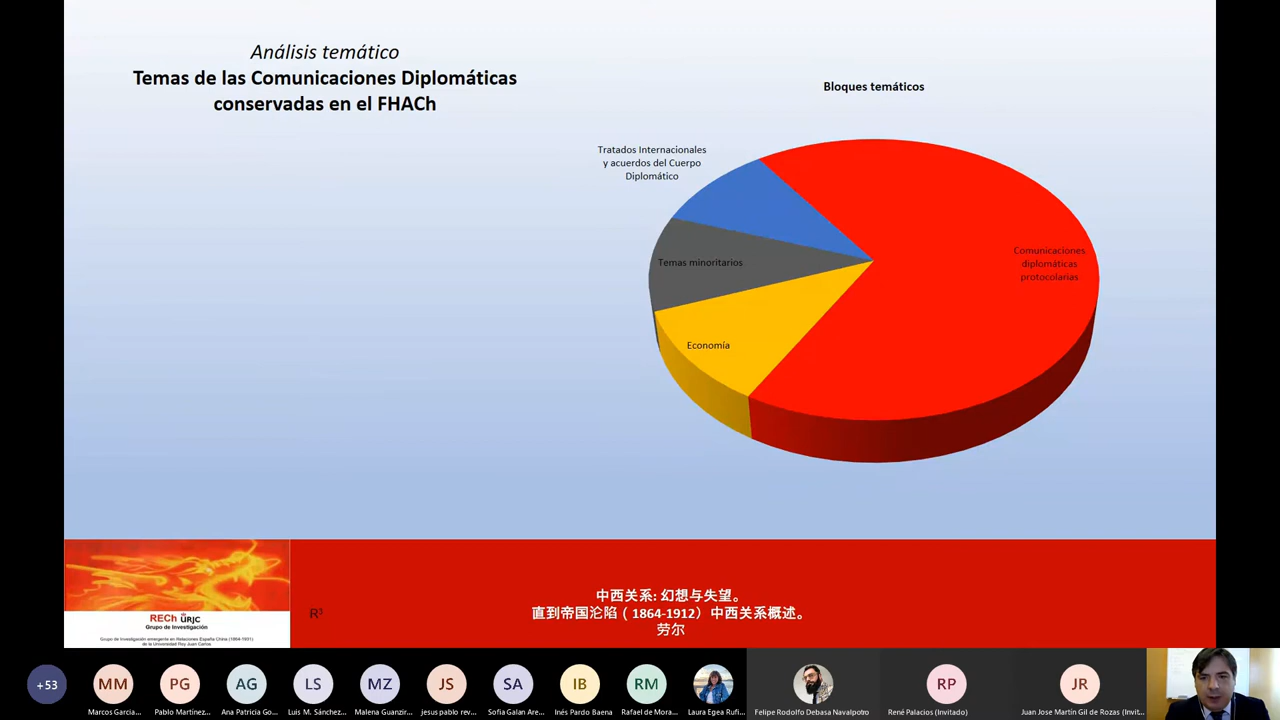 Análisis temático
Temas de las Comunicaciones Diplomáticas
conservadas en el FHACh
Bloques temáticos
Tratados Internacionales
y acuerdos del Cuerpo
Diplomático
Comunicaciones
diplomáticas
protocolarias
Temas minoritarios
Economía
RECh URJC
Grupo de Investigación
Grupo de Investigación emergente en Relaciones España China (1864-1931)
de la Universidad Rey Juan Carlos
R³
中西关系: 幻想与失望。
直到帝国沦陷（1864-1912）中西关系概述。
劳尔
+53
MM
PG
AG
LS
MZ
JS
SA
IB
RM
RP
JR
Marcos Garcia...
Pablo Martínez...
Ana Patricia Go...
Luis M. Sánchez...
Malena Guanzir...
jesus pablo rev...
Sofia Galan Are...
Inés Pardo Baena
Rafael de Mora...
Laura Egea Rufi...
Felipe Rodolfo Debasa Navalpotro
René Palacios (Invitado)
Juan Jose Martin Gil de Rozas (Invit...